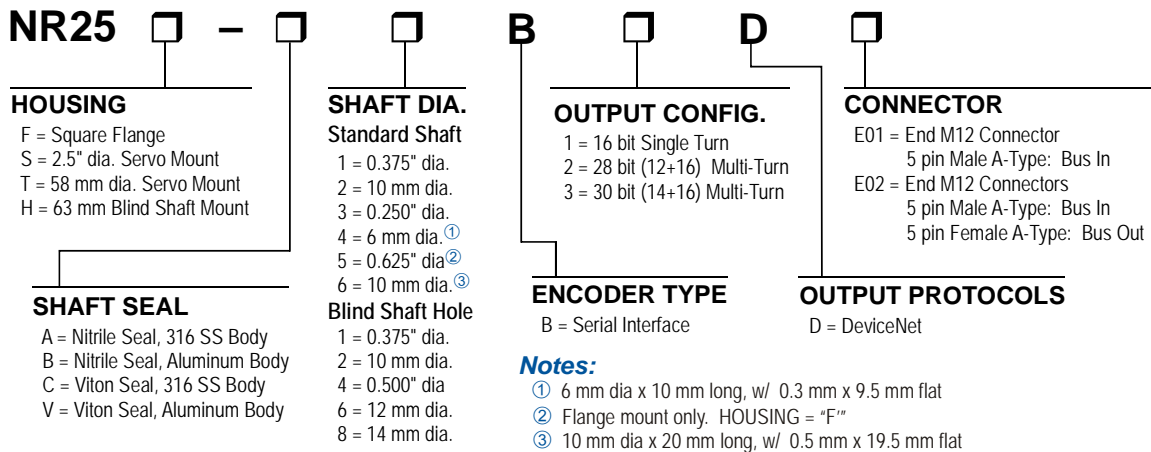 NR25 – B D
HOUSING
F = Square Flange
S = 2.5" dia. Servo Mount
T = 58 mm dia. Servo Mount
H = 63 mm Blind Shaft Mount
SHAFT SEAL
A = Nitrile Seal, 316 SS Body
B = Nitrile Seal, Aluminum Body
C = Viton Seal, 316 SS Body
V = Viton Seal, Aluminum Body
SHAFT DIA.
Standard Shaft
1 = 0.375" dia.
2 = 10 mm dia.
3 = 0.250" dia.
4 = 6 mm dia.①
5 = 0.625" dia②
6 = 10 mm dia.③
Blind Shaft Hole
1 = 0.375" dia.
2 = 10 mm dia.
4 = 0.500" dia
6 = 12 mm dia.
8 = 14 mm dia.
OUTPUT CONFIG.
1 = 16 bit Single Turn
2 = 28 bit (12+16) Multi-Turn
3 = 30 bit (14+16) Multi-Turn
ENCODER TYPE
B = Serial Interface
CONNECTOR
E01 = End M12 Connector
5 pin Male A-Type: Bus In
E02 = End M12 Connectors
5 pin Male A-Type: Bus In
5 pin Female A-Type: Bus Out
OUTPUT PROTOCOLS
D = DeviceNet
Notes:
① 6 mm dia x 10 mm long, w/ 0.3 mm x 9.5 mm flat
② Flange mount only. HOUSING = "F'"
③ 10 mm dia x 20 mm long, w/ 0.5 mm x 19.5 mm flat